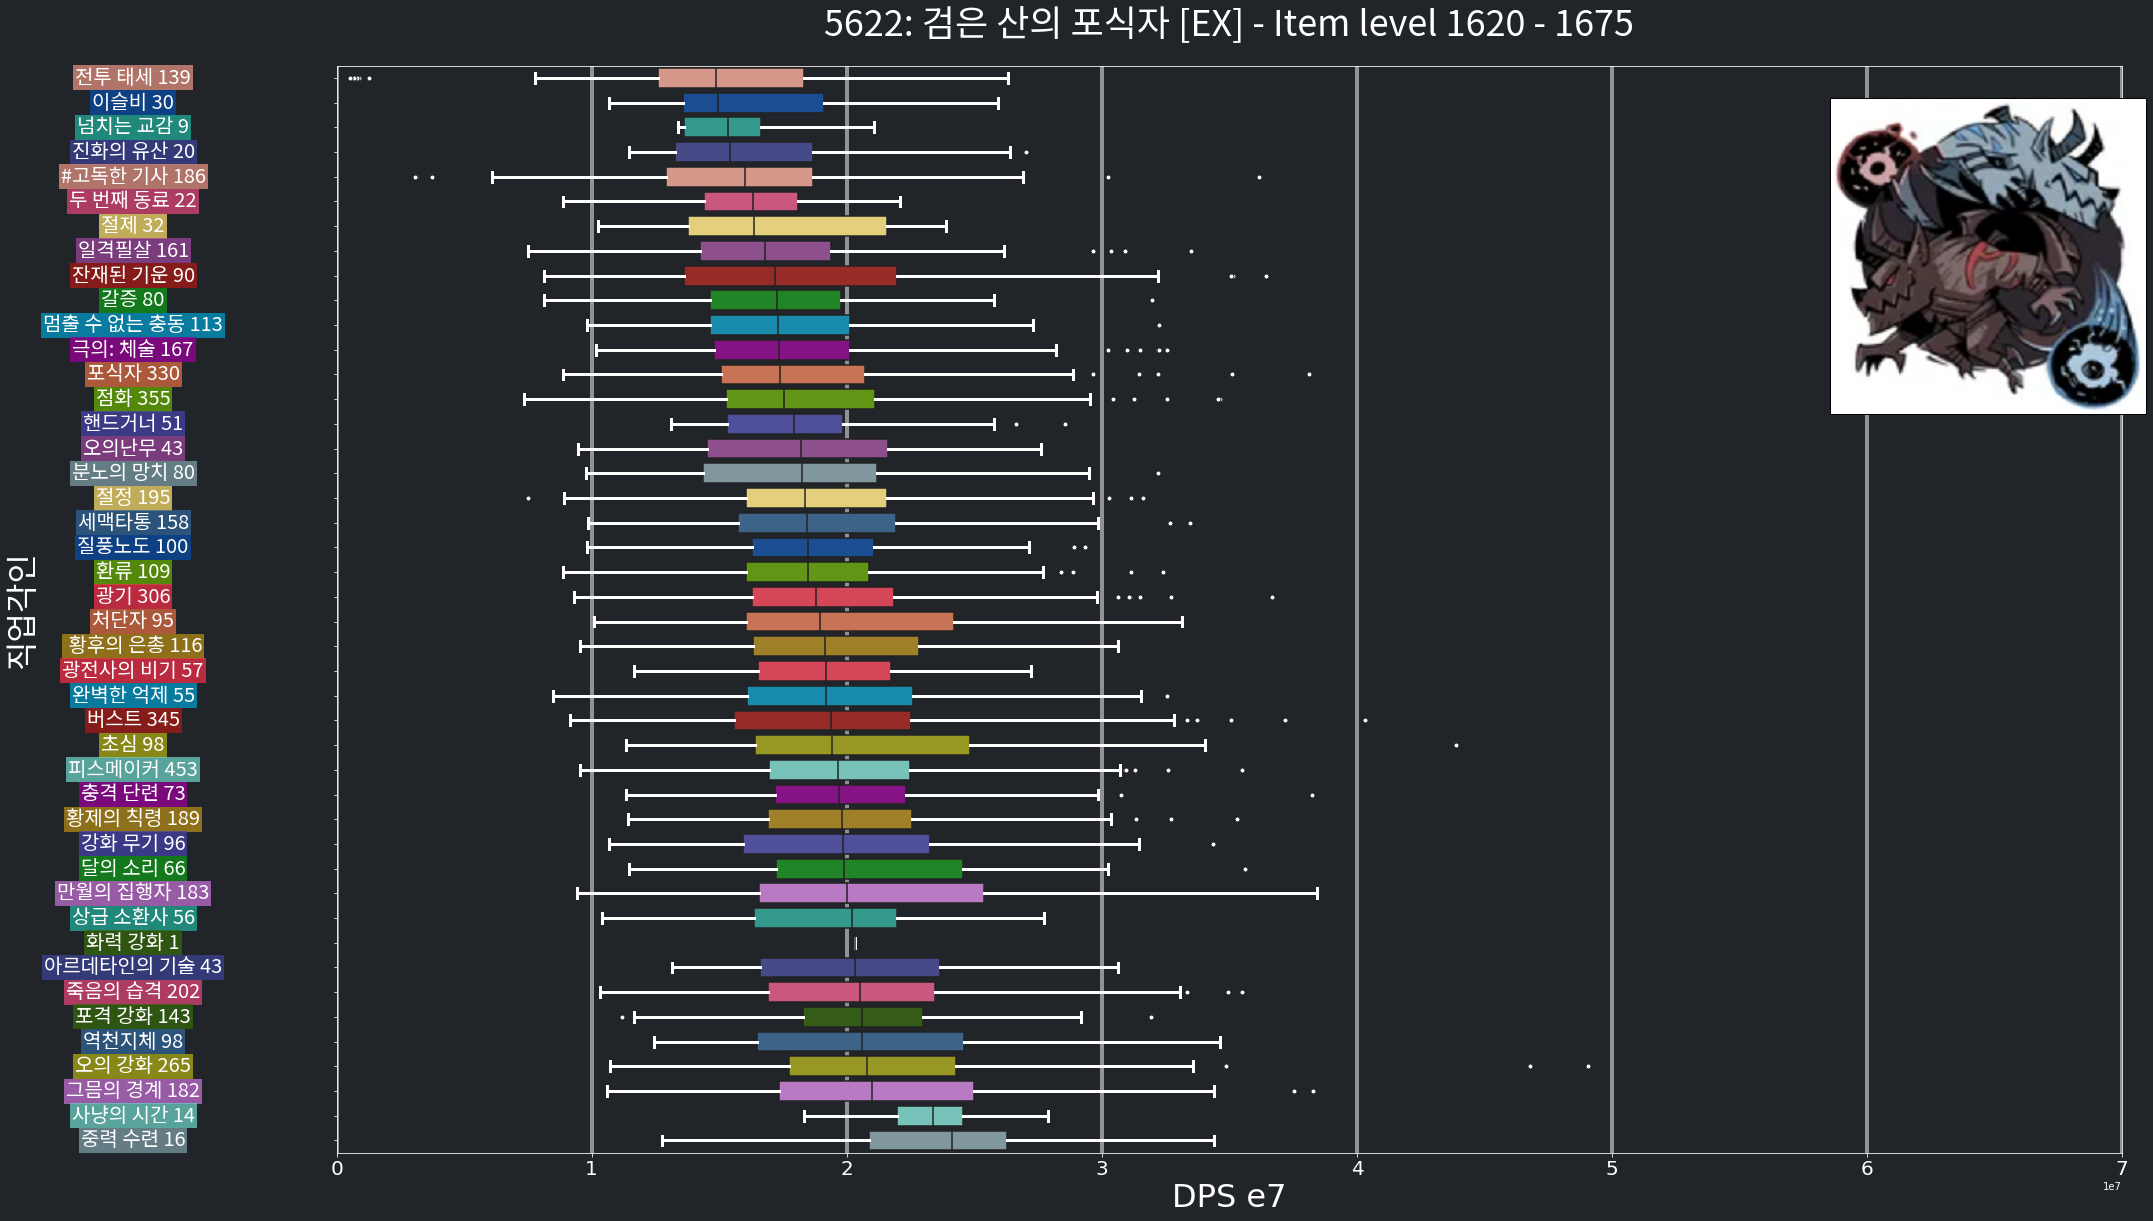 5622: 검은 산의 포식자 [EX] - Item level 1620 - 1675
전투 태세 139
이슬비 30
넘치는 교감 9
진화의 유산 20
#고독한 기사 186
두 번째 동료 22
절제 32
일격필살 161
잔재된 기운 90
갈증 80
멈출 수 없는 충동 113
극의: 체술 167
포식자 330
점화 355
핸드거너 51
오의난무 43
분노의 망치 80
절정 195
세맥타통 158
질풍노도 100
환류 109
광기 306
처단자 95
황후의 은총 116
광전사의 비기 57
완벽한 억제 55
버스트 345
초심 98
피스메이커 453
충격 단련 73
황제의 칙령 189
강화 무기 96
달의 소리 66
만월의 집행자 183
상급 소환사 56
화력 강화 1
아르데타인의 기술 43
죽음의 습격 202
포격 강화 143
역천지체 98
오의 강화 265
그믐의 경계 182
사냥의 시간 14
중력 수련 16
직업각인
0 1 2 3 4 5 6 7
1e7
DPS e7